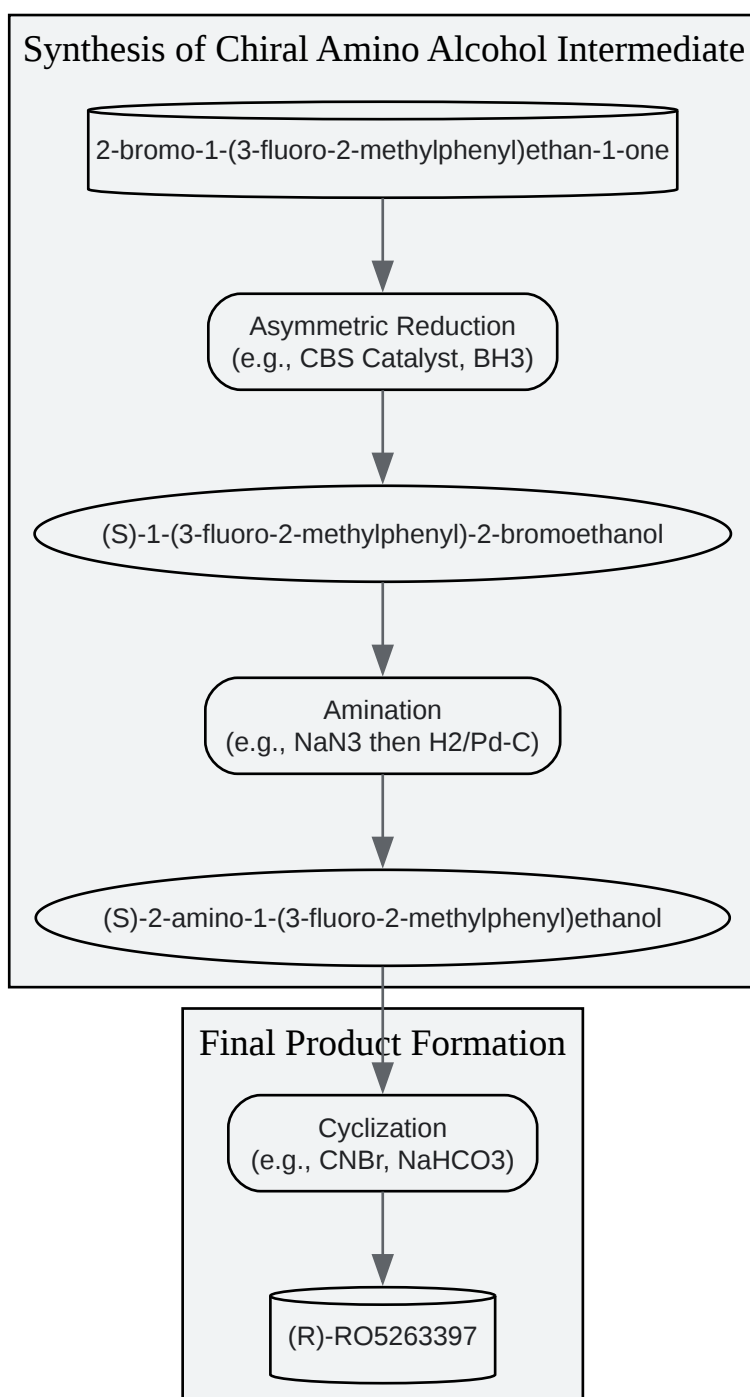 Synthesis of Chiral Amino Alcohol Intermediate
2-bromo-1-(3-fluoro-2-methylphenyl)ethan-1-one
Asymmetric Reduction
(e.g., CBS Catalyst, BH3)
(S)-1-(3-fluoro-2-methylphenyl)-2-bromoethanol
Amination
(e.g., NaN3 then H2/Pd-C)
(S)-2-amino-1-(3-fluoro-2-methylphenyl)ethanol
Final Product Formation
Cyclization
(e.g., CNBr, NaHCO3)
(R)-RO5263397